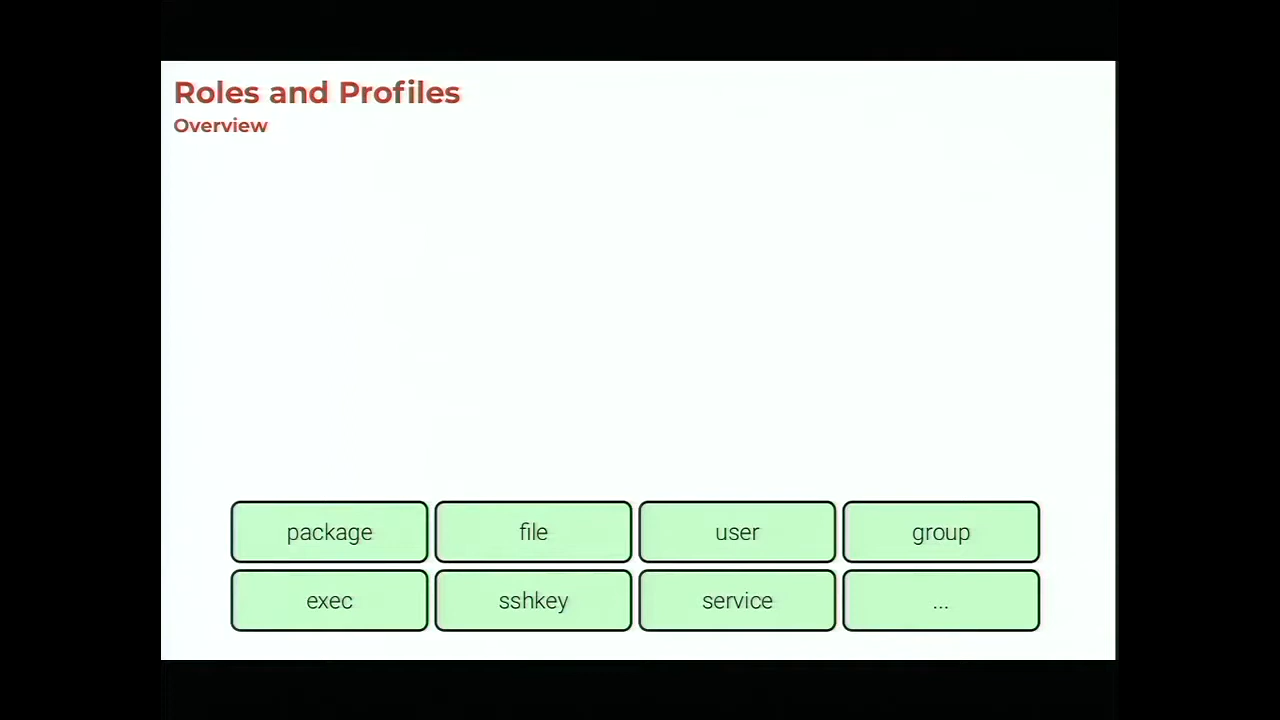 Roles and Profiles
Overview
package file user group
exec sshkey service ...